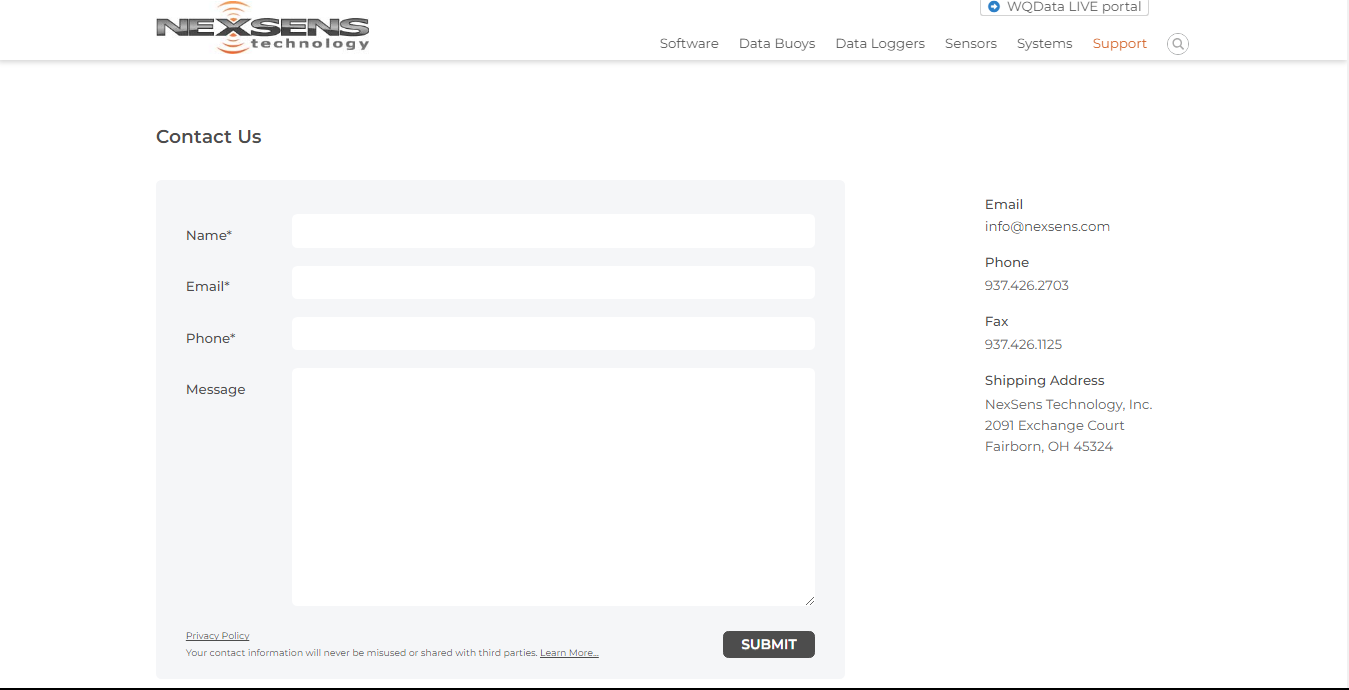 NEXSENS
technology
WQData LIVE portal
Software Data Buoys Data Loggers Sensors Systems Support
Contact Us
Name*
Email*
Phone*
Message
Privacy Policy
Your contact information will never be misused or shared with third parties. Learn More...
SUBMIT
Email
info@nexsens.com
Phone
937.426.2703
Fax
937.426.1125
Shipping Address
NexSens Technology, Inc.
2091 Exchange Court
Fairborn, OH 45324